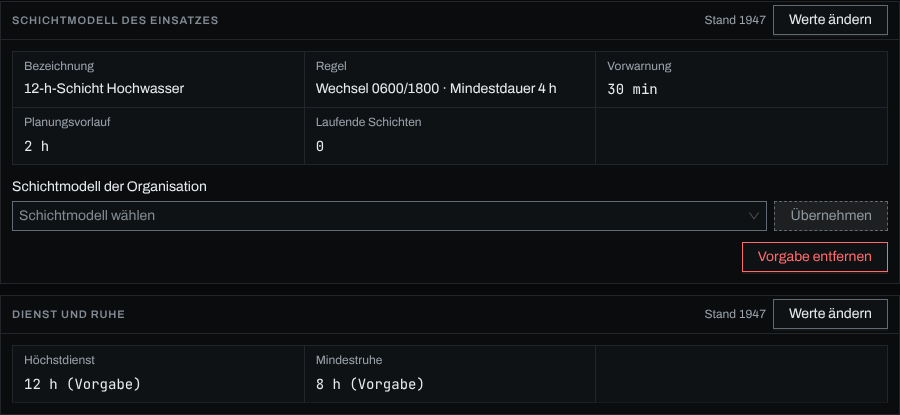 SCHICHTMODELL DES EINSATZES
Stand 1947
Werte ändern
Bezeichnung
12-h-Schicht Hochwasser
Regel
Wechsel 0600/1800 · Mindestdauer 4 h
Vorwarnung
30 min
Planungsvorlauf
2 h
Laufende Schichten
0
Schichtmodell der Organisation
Schichtmodell wählen
Übernehmen
Vorgabe entfernen
DIENST UND RUHE
Stand 1947
Werte ändern
Höchstdienst
12 h (Vorgabe)
Mindestruhe
8 h (Vorgabe)